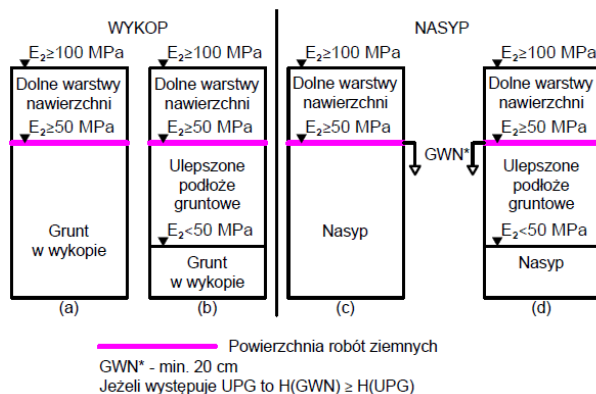 WYKOP
NASYP
E₂≥100 MPa
E₂≥100 MPa
E₂≥100 MPa
E₂≥100 MPa
Dolne warstwy
nawierzchni
Dolne warstwy
nawierzchni
Dolne warstwy
nawierzchni
Dolne warstwy
nawierzchni
E₂≥50 MPa
E₂≥50 MPa
E₂≥50 MPa
E₂≥50 MPa
GWN*
Grunt
w wykopie
Ulepszone
podłoże
gruntowe
Nasyp
Ulepszone
podłoże
gruntowe
E₂<50 MPa
E₂<50 MPa
Grunt
w wykopie
Nasyp
(a)
(b)
(c)
(d)
Powierzchnia robót ziemnych
GWN* - min. 20 cm
Jeżeli występuje UPG to H(GWN) ≥ H(UPG)